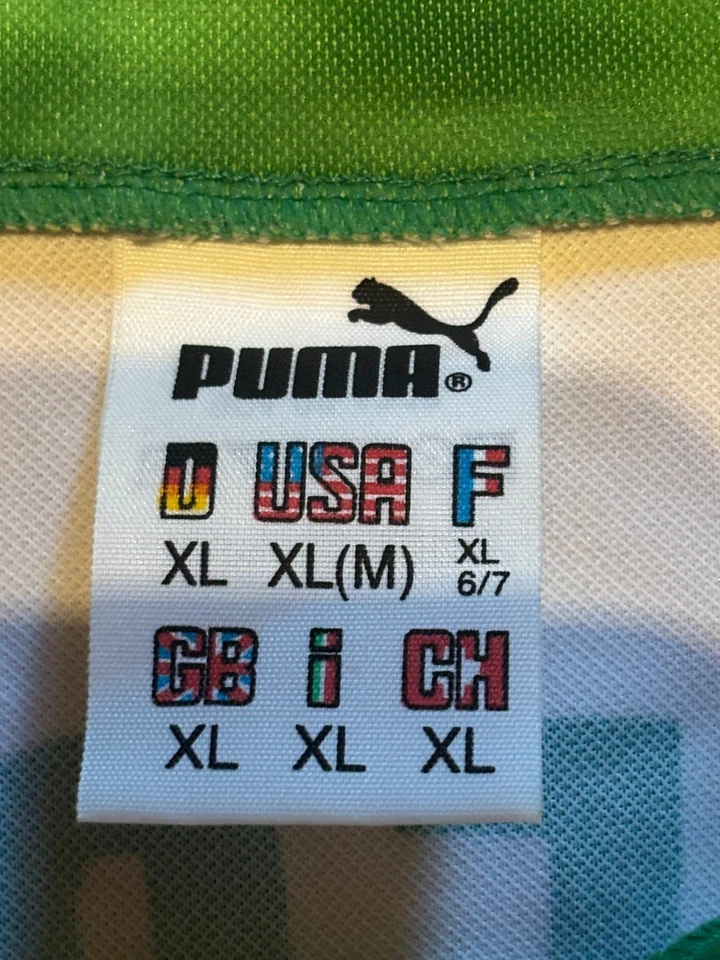 PUMA®
D USA F
XL XL(M) XL 6/7
GB i CH
XL XL XL